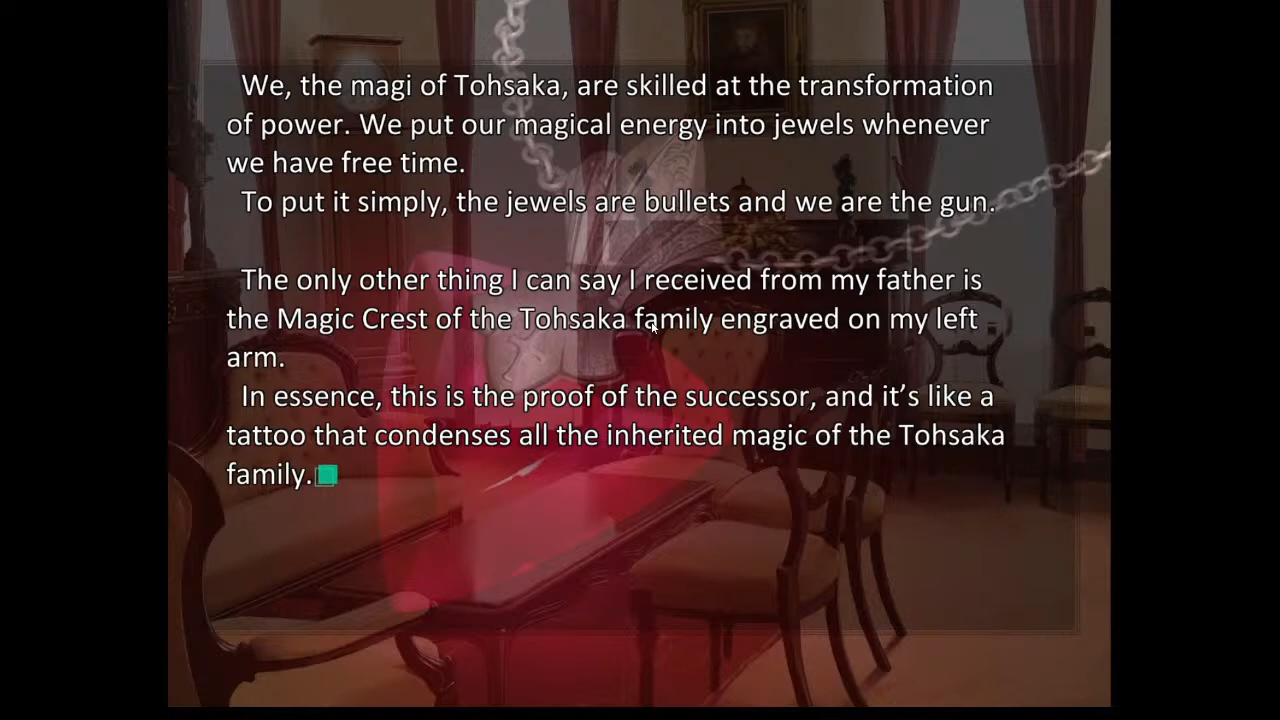 We, the magi of Tohsaka, are skilled at the transformation
of power. We put our magical energy into jewels whenever
we have free time.
To put it simply, the jewels are bullets and we are the gun.
The only other thing I can say I received from my father is
the Magic Crest of the Tohsaka family engraved on my left
arm.
In essence, this is the proof of the successor, and it’s like a
tattoo that condenses all the inherited magic of the Tohsaka
family.